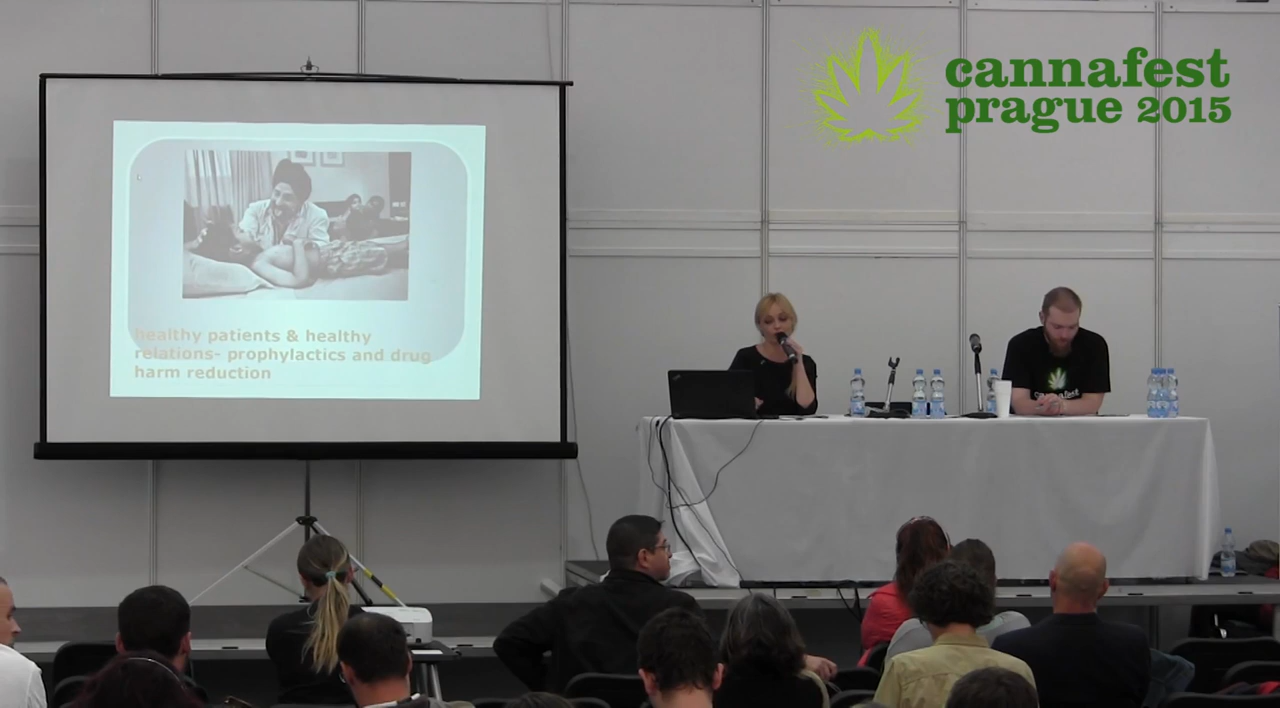 cannafest
prague 2015
healthy patients & healthy
relations- prophylactics and drug
harm reduction